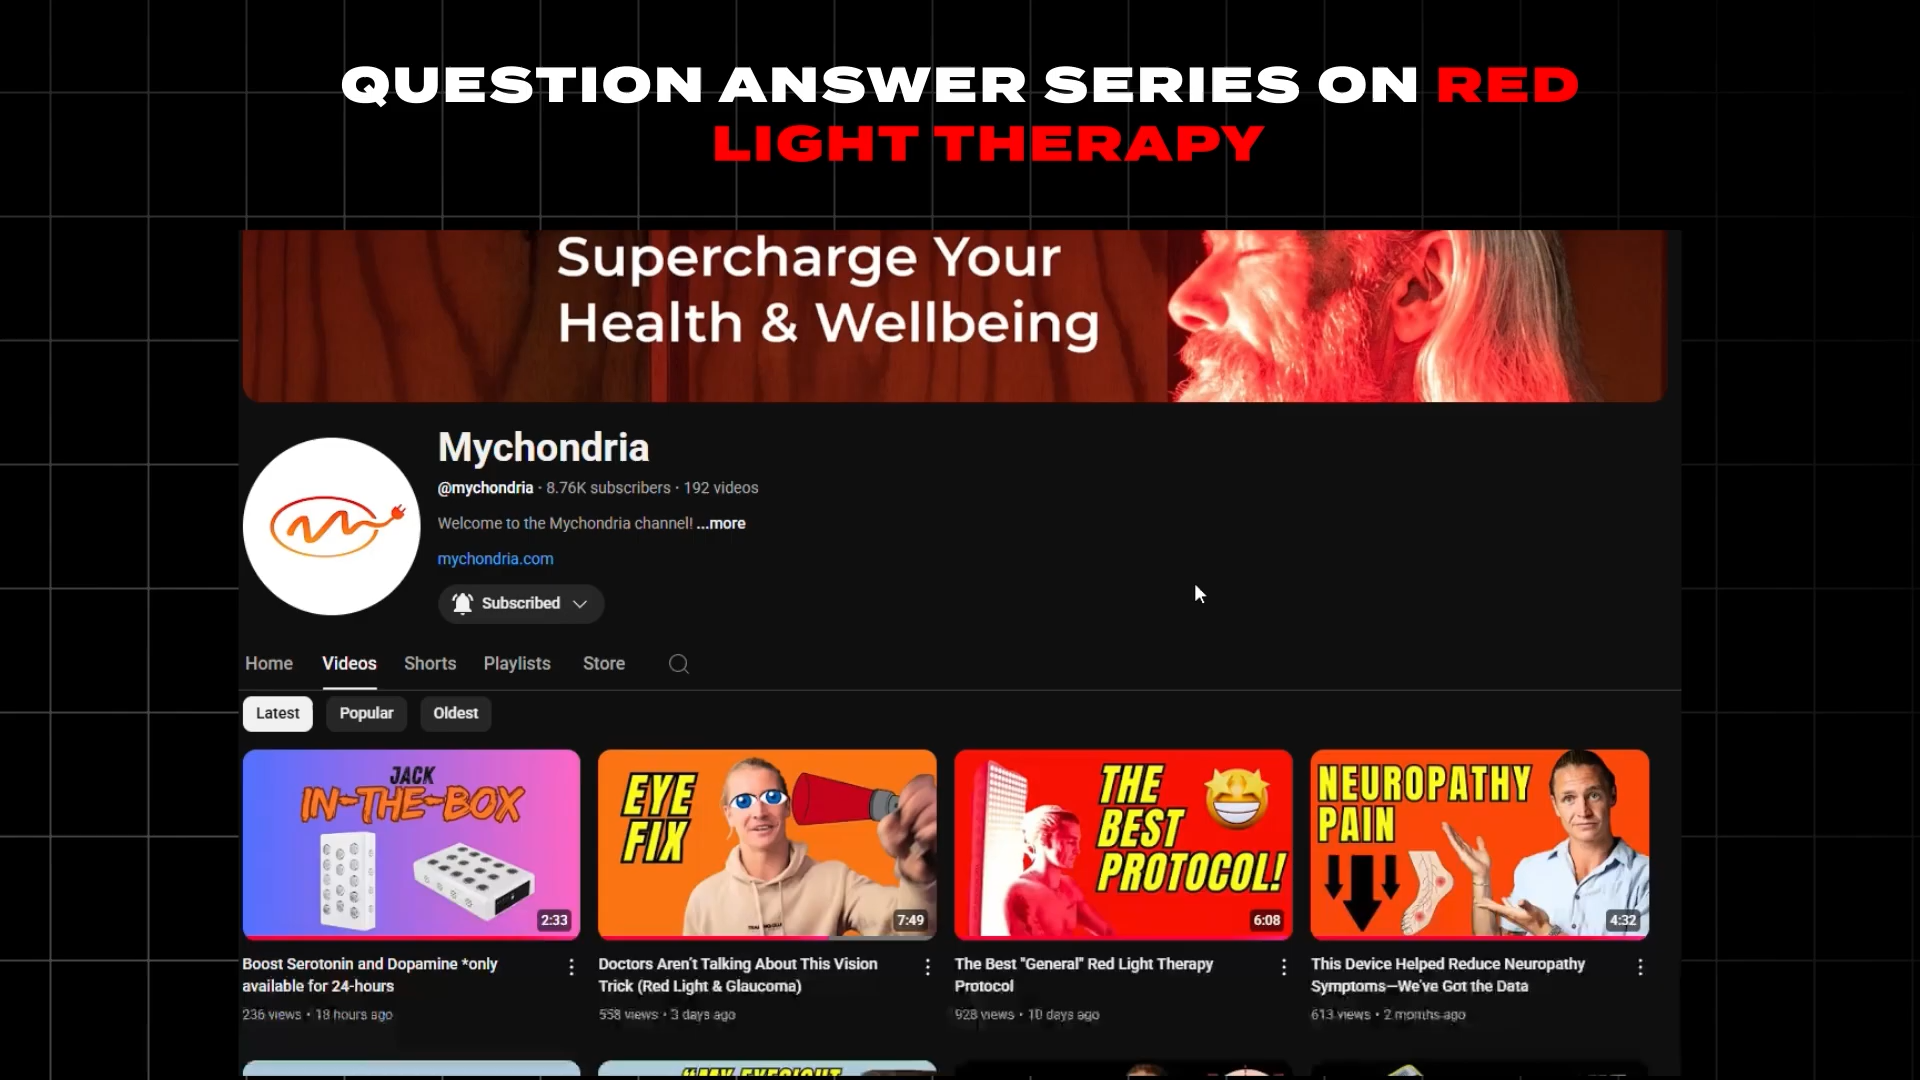 QUESTION ANSWER SERIES ON RED
LIGHT THERAPY
Supercharge Your
Health & Wellbeing
Mychondria
@mychondria · 8.76K subscribers · 192 videos
Welcome to the Mychondria channel! ...more
mychondria.com
Subscribed
Home Videos Shorts Playlists Store
Latest Popular Oldest
JACK
IN-THE-BOX
2:33
EYE
FIX
7:49
THE
BEST
PROTOCOL!
6:08
NEUROPATHY
PAIN
4:32
Boost Serotonin and Dopamine *only
available for 24-hours
236 views · 18 hours ago
Doctors Aren't Talking About This Vision
Trick (Red Light & Glaucoma)
558 views · 3 days ago
The Best "General" Red Light Therapy
Protocol
928 views · 10 days ago
This Device Helped Reduce Neuropathy
Symptoms—We've Got the Data
613 views · 2 months ago
"MY EYESIGHT